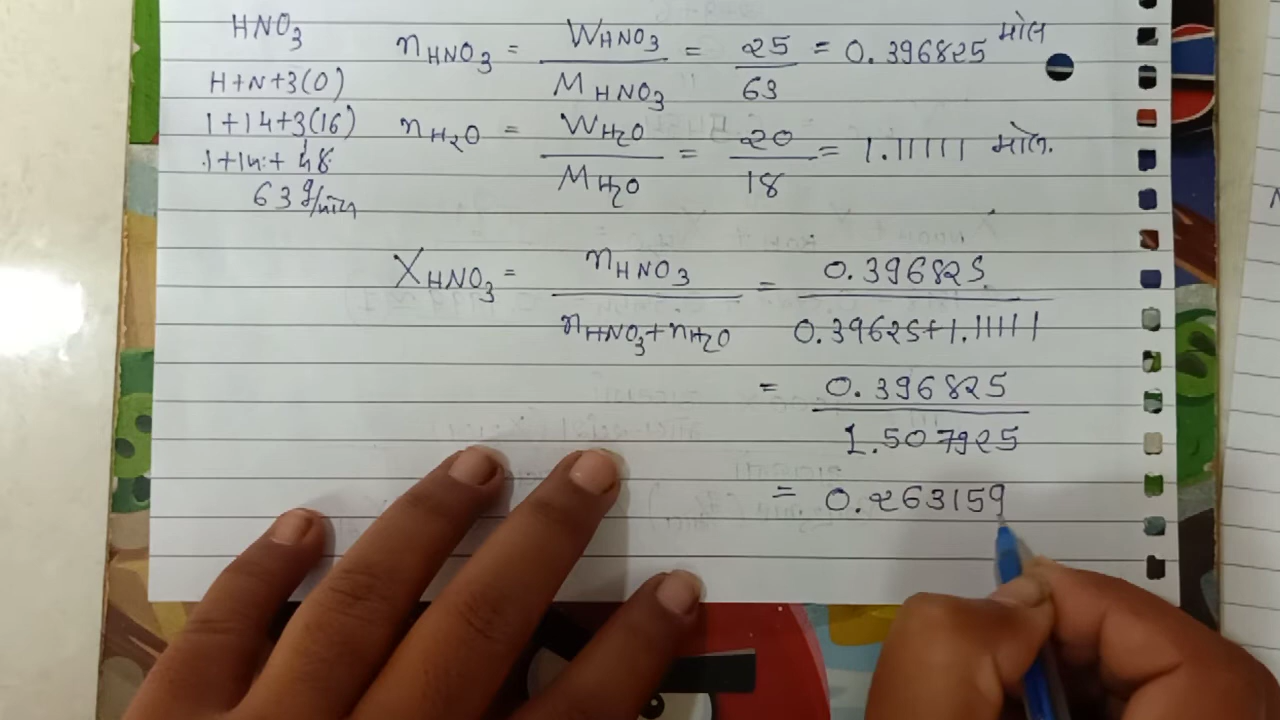 HNO₃
nHNO₃ = WHNO₃ / MHNO₃ = 25 / 63 = 0.396825 मोल
H+N+3(O)
1+14+3(16)
nH₂O = WH₂O / MH₂O = 20 / 18 = 1.11111 मोल.
1+14+48
63 g/मोल
XHNO₃ = nHNO₃ / nHNO₃+nH₂O = 0.396825 / 0.39625+1.11111
= 0.396825 / 1.507925
= 0.263159